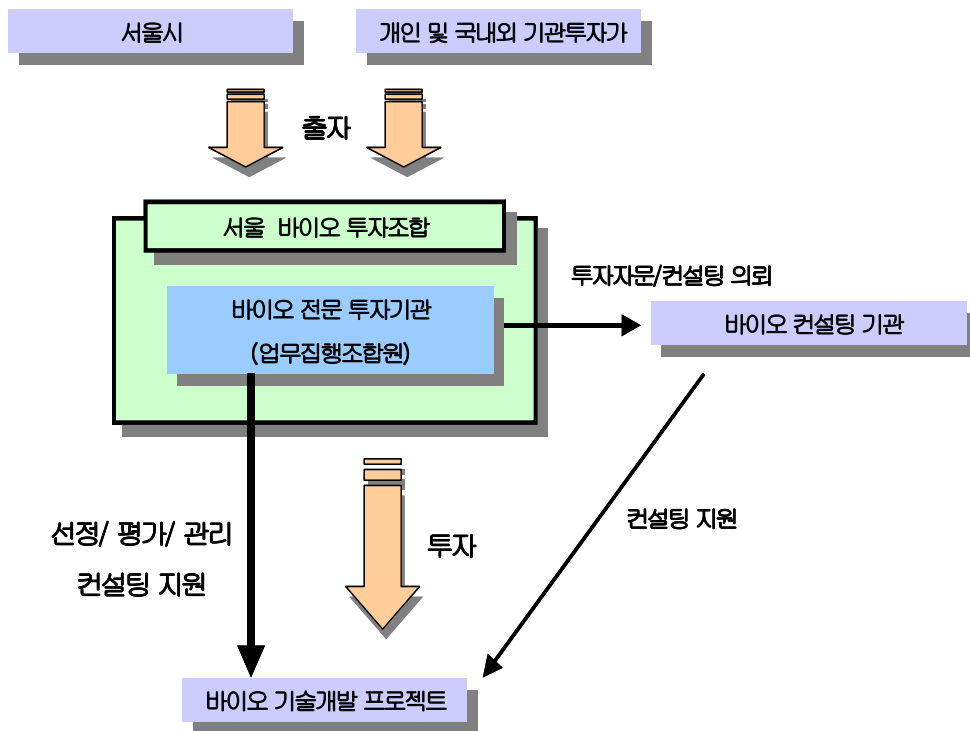 서울시
개인 및 국내외 기관투자가
출자
서울 바이오 투자조합
바이오 전문 투자기관
(업무집행조합원)
투자자문/컨설팅 의뢰
바이오 컨설팅 기관
선정/ 평가/ 관리
컨설팅 지원
투자
컨설팅 지원
바이오 기술개발 프로젝트